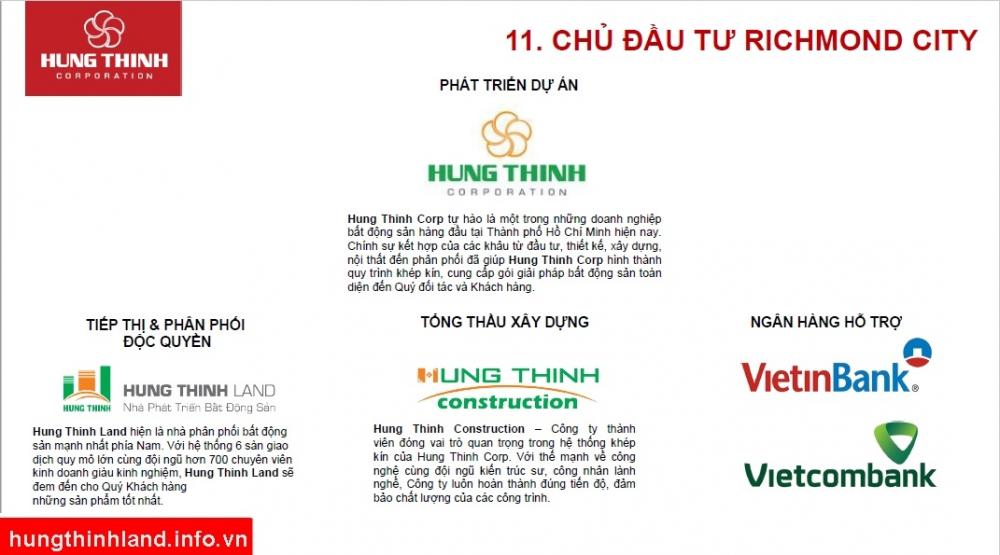 HUNG THINH
CORPORATION
11. CHỦ ĐẦU TƯ RICHMOND CITY
PHÁT TRIỂN DỰ ÁN
HUNG THINH
CORPORATION
Hung Thinh Corp tự hào là một trong những doanh nghiệp
bất động sản hàng đầu tại Thành phố Hồ Chí Minh hiện nay.
Chính sự kết hợp của các khâu từ đầu tư, thiết kế, xây dựng,
nội thất đến phân phối đã giúp Hung Thinh Corp hình thành
quy trình khép kín, cung cấp gói giải pháp bất động sản toàn
diện đến Quý đối tác và Khách hàng.
TIẾP THỊ & PHÂN PHỐI
ĐỘC QUYỀN
HUNG THINH
HUNG THINH LAND
Nhà Phát Triển Bất Động Sản
Hung Thinh Land hiện là nhà phân phối bất động
sản mạnh nhất phía Nam. Với hệ thống 6 sàn giao
dịch quy mô lớn cùng đội ngũ hơn 700 chuyên viên
kinh doanh giàu kinh nghiệm, Hung Thinh Land sẽ
đem đến cho Quý Khách hàng
những sản phẩm tốt nhất.
TỔNG THẦU XÂY DỰNG
HUNG THINH
construction
Hung Thinh Construction – Công ty thành
viên đóng vai trò quan trọng trong hệ thống khép
kín của Hung Thinh Corp. Với thế mạnh về công
nghệ cùng đội ngũ kiến trúc sư, công nhân lành
nghề, Công ty luôn hoàn thành đúng tiến độ, đảm
bảo chất lượng của các công trình.
NGÂN HÀNG HỖ TRỢ
VietinBank®
Vietcombank
hungthinhland.info.vn